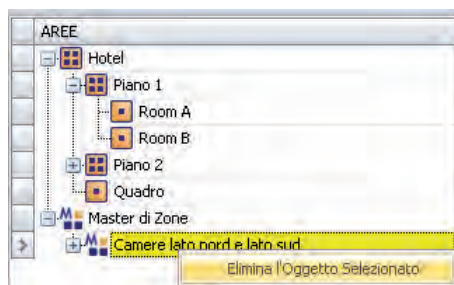 AREE
Hotel
Piano 1
Room A
Room B
Piano 2
Quadro
Master di Zone
Camere lato nord e lato sud
Elimina l'Oggetto Selezionato